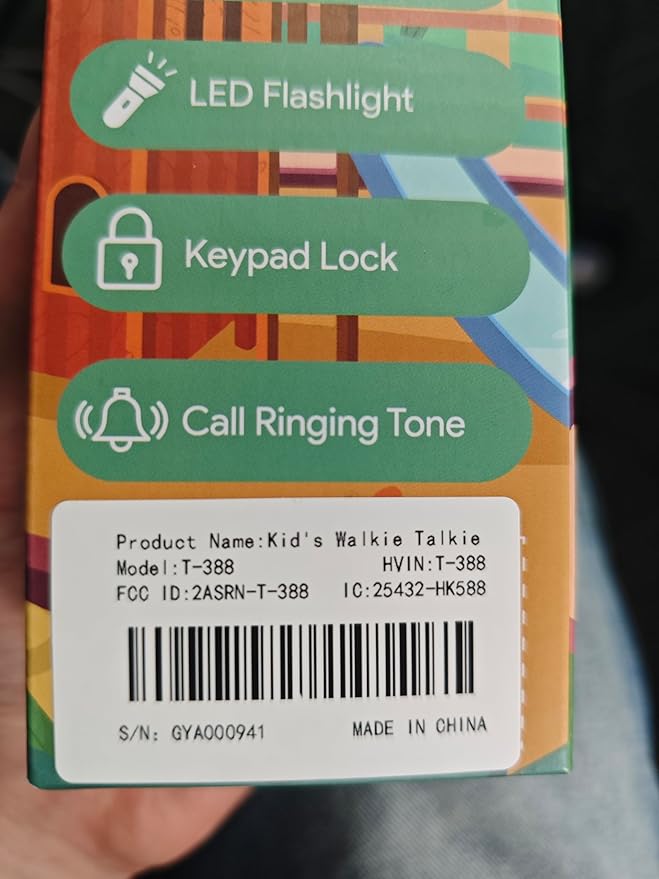 LED Flashlight
Keypad Lock
Call Ringing Tone
Product Name:Kid's Walkie Talkie
Model:T-388 HVIN:T-388
FCC ID:2ASRN-T-388 IC:25432-HK588
S/N: GYA000941 MADE IN CHINA